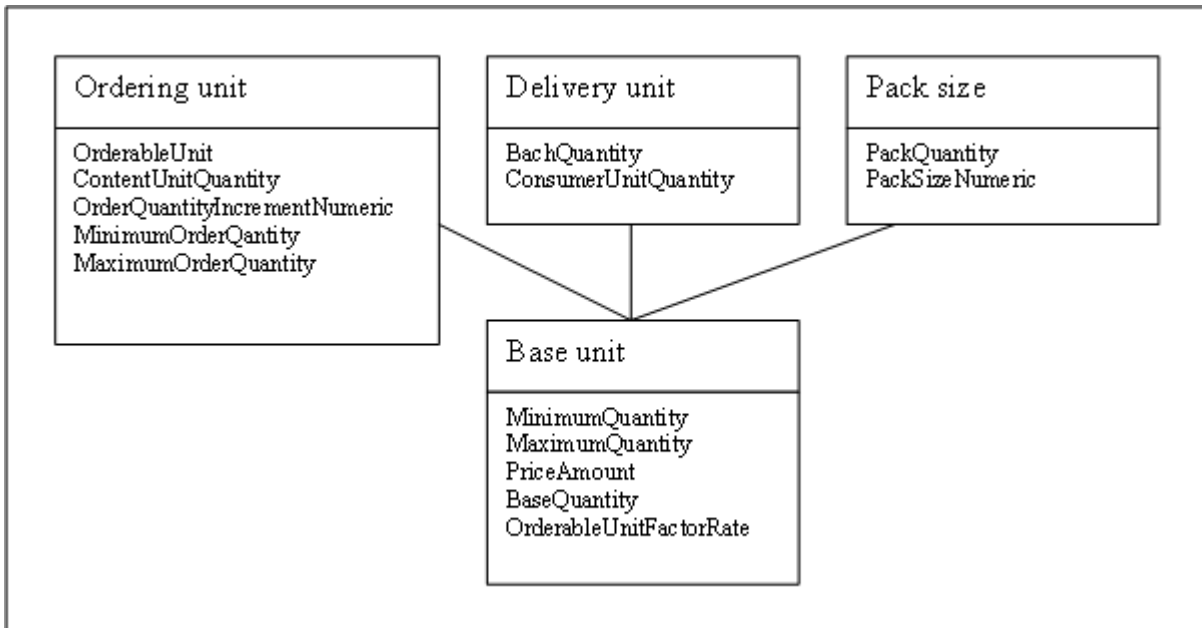 Ordering unit
OrderableUnit
ContentUnitQuantity
OrderQuantityIncrementNumeric
MinimumOrderQantity
MaximumOrderQuantity
Delivery unit
BachQuantity
ConsumerUnitQuantity
Pack size
PackQuantity
PackSizeNumeric
Base unit
MinimumQuantity
MaximumQuantity
PriceAmount
BaseQuantity
OrderableUnitFactorRate